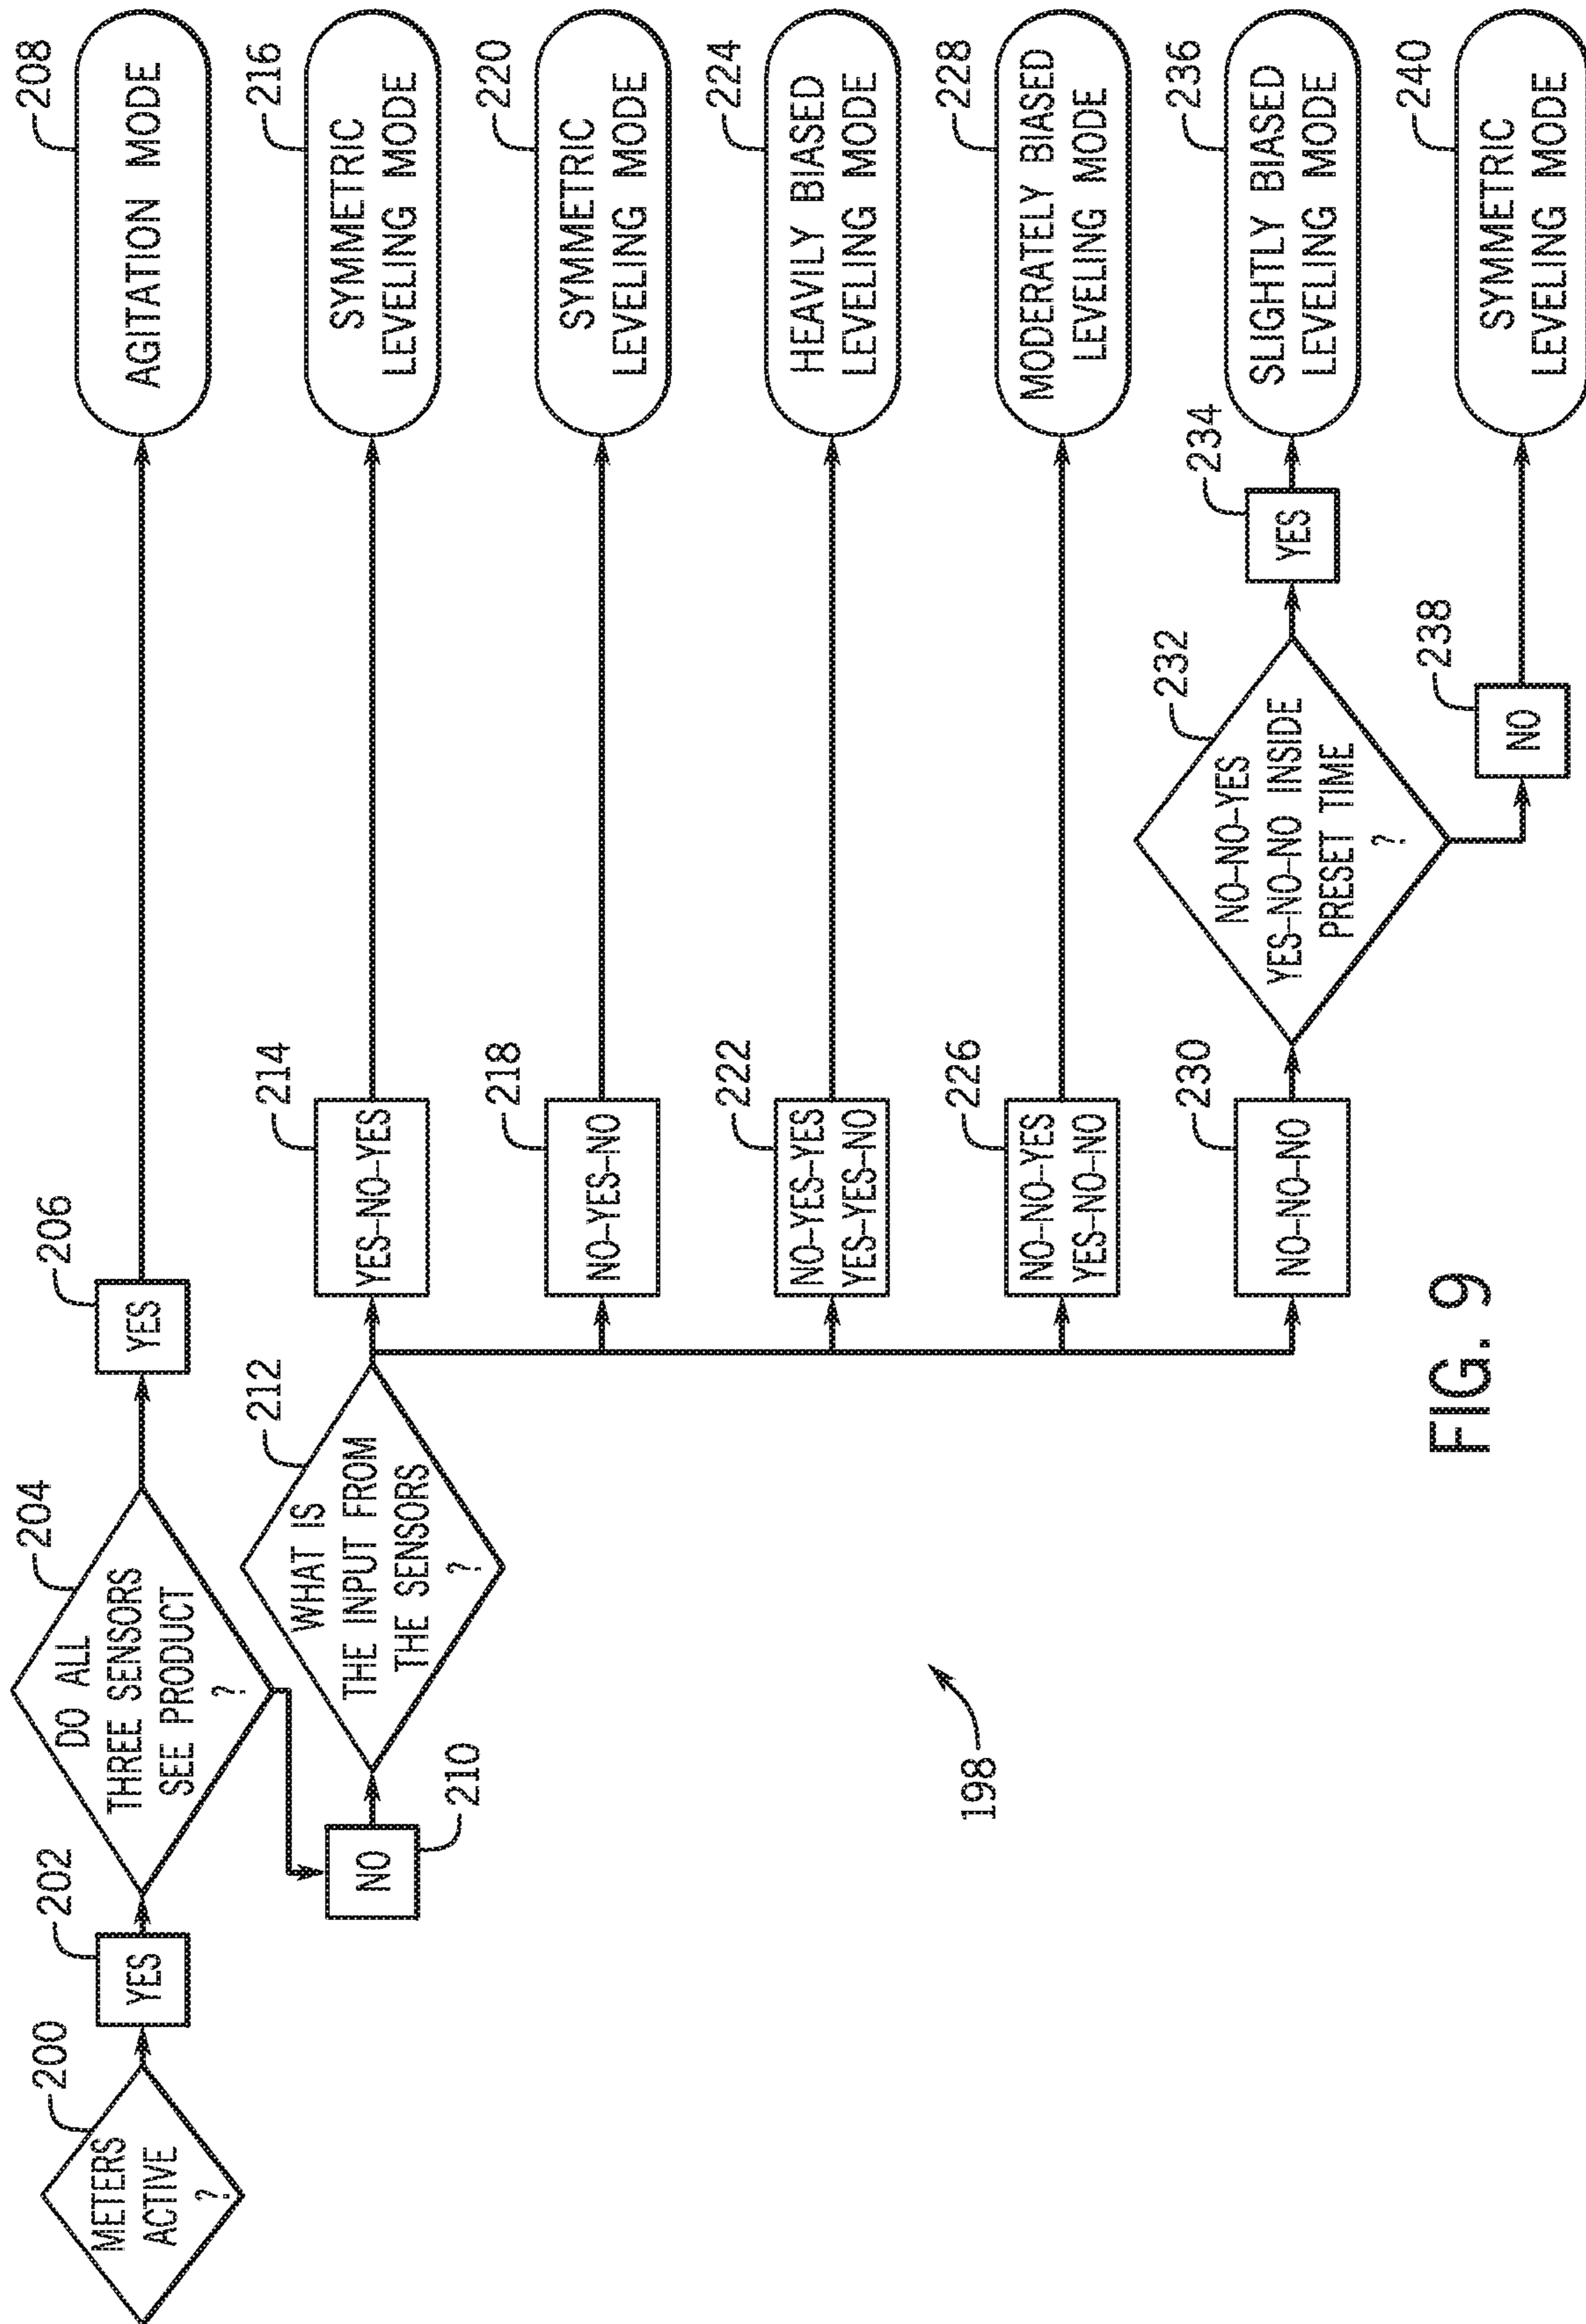 METERS
ACTIVE
?
200
YES
202
DO ALL
THREE SENSORS
SEE PRODUCT
?
204
YES
206
AGITATION MODE
208
NO
210
WHAT IS
THE INPUT FROM
THE SENSORS
?
212
YES-NO-YES
214
SYMMETRIC
LEVELING MODE
216
NO-YES-NO
218
SYMMETRIC
LEVELING MODE
220
NO-YES-YES
YES-YES-NO
222
HEAVILY BIASED
LEVELING MODE
224
NO-NO-YES
YES-NO-NO
226
MODERATELY BIASED
LEVELING MODE
228
NO-NO-NO
230
NO-NO-YES
YES-NO-NO INSIDE
PRESET TIME
?
232
YES
234
SLIGHTLY BIASED
LEVELING MODE
236
NO
238
SYMMETRIC
LEVELING MODE
240
198
FIG. 9